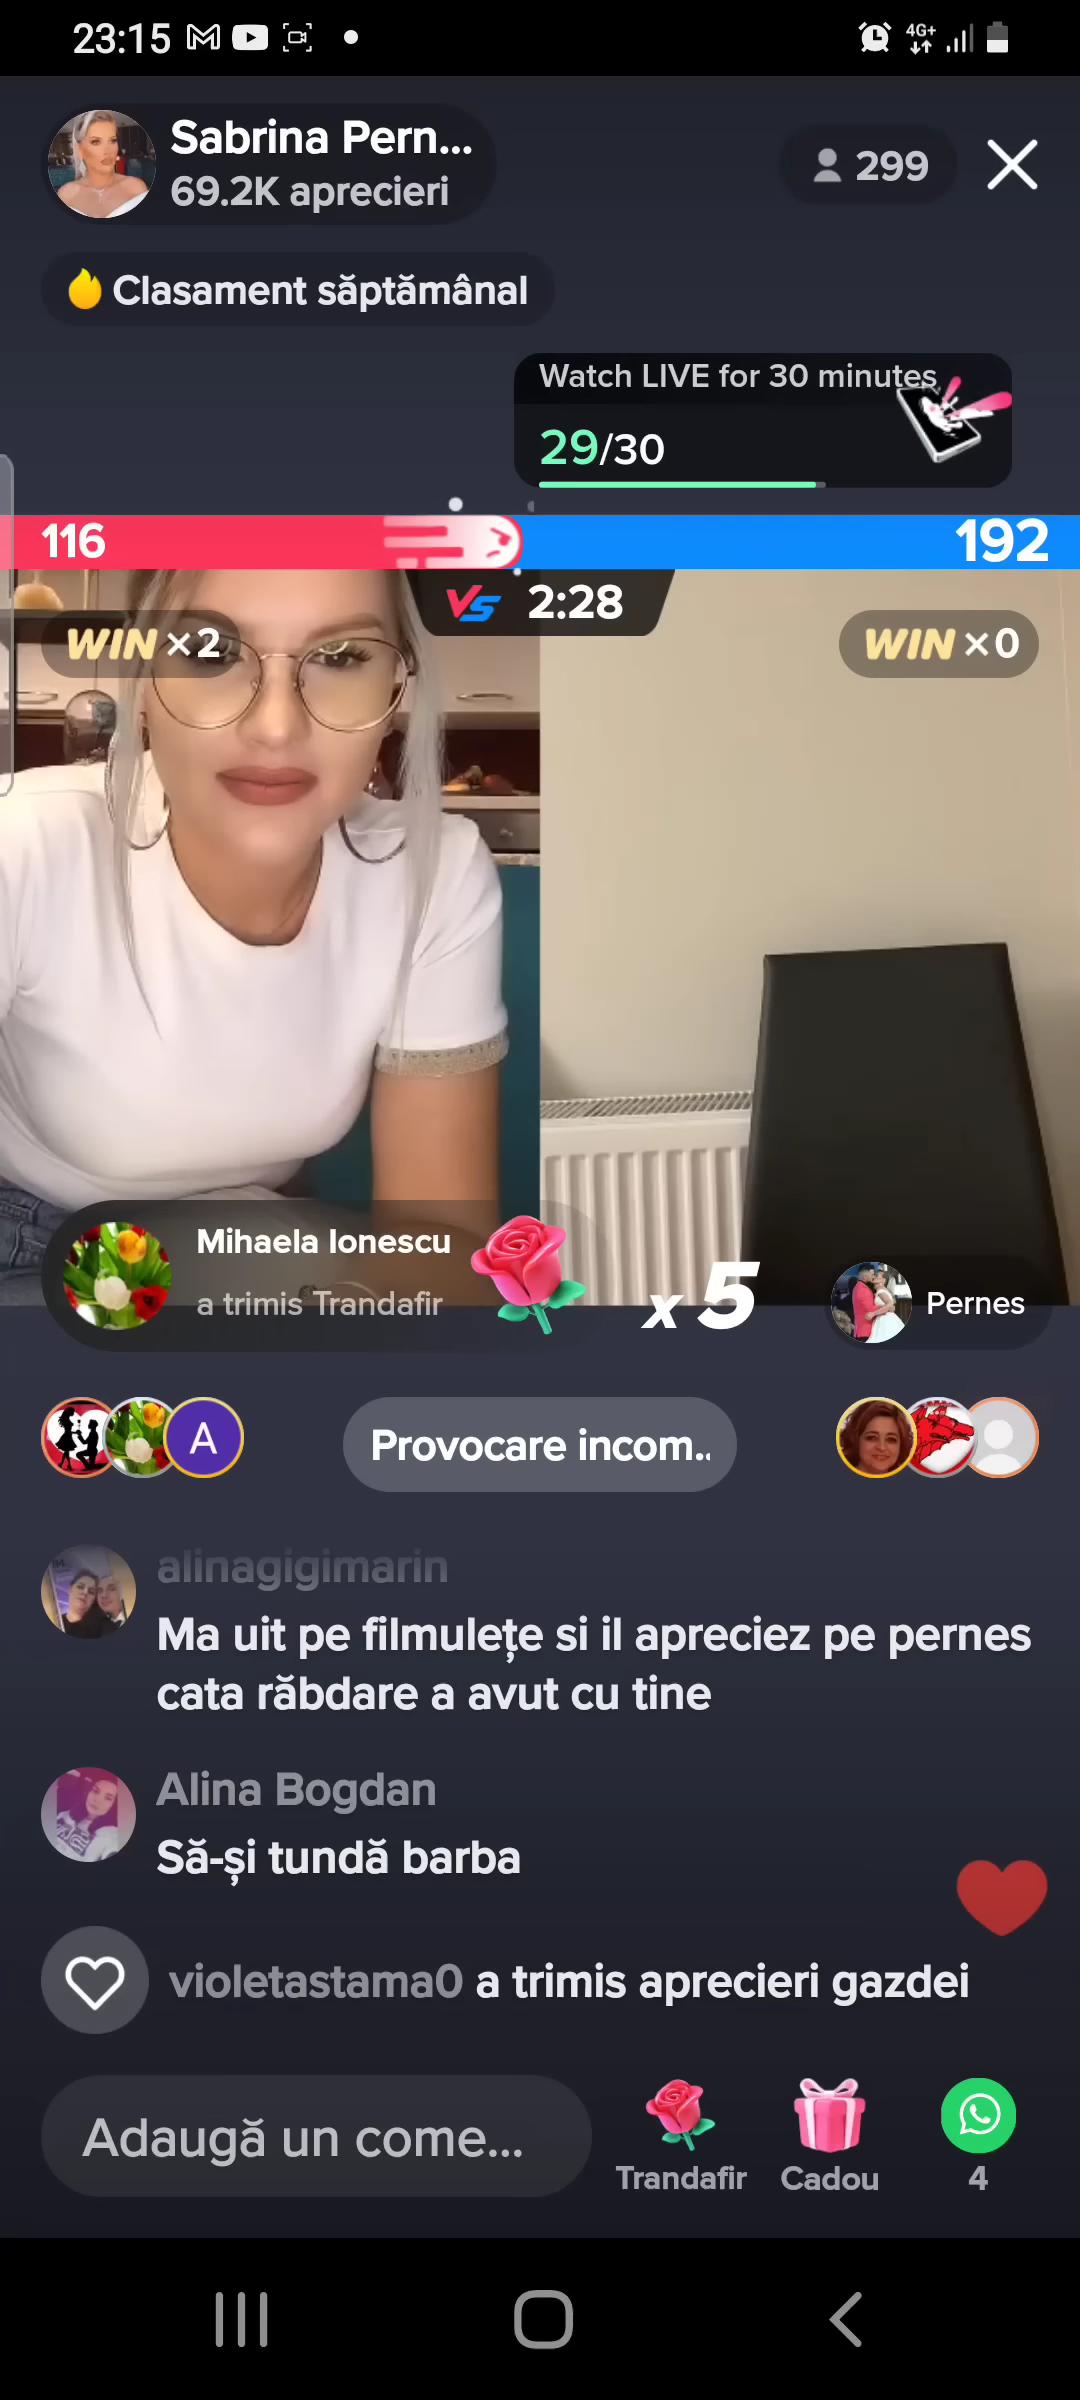 23:15
4G+
Sabrina Pern...
69.2K aprecieri
299
Clasament săptămânal
Watch LIVE for 30 minutes
29/30
116
192
VS 2:28
WIN ×2
WIN ×0
Mihaela Ionescu
a trimis Trandafir
x 5
Pernes
A
Provocare incom..
alinagigimarin
Ma uit pe filmulețe si il apreciez pe pernes
cata răbdare a avut cu tine
Alina Bogdan
Să-și tundă barba
violetastama0 a trimis aprecieri gazdei
Adaugă un come...
Trandafir
Cadou
4